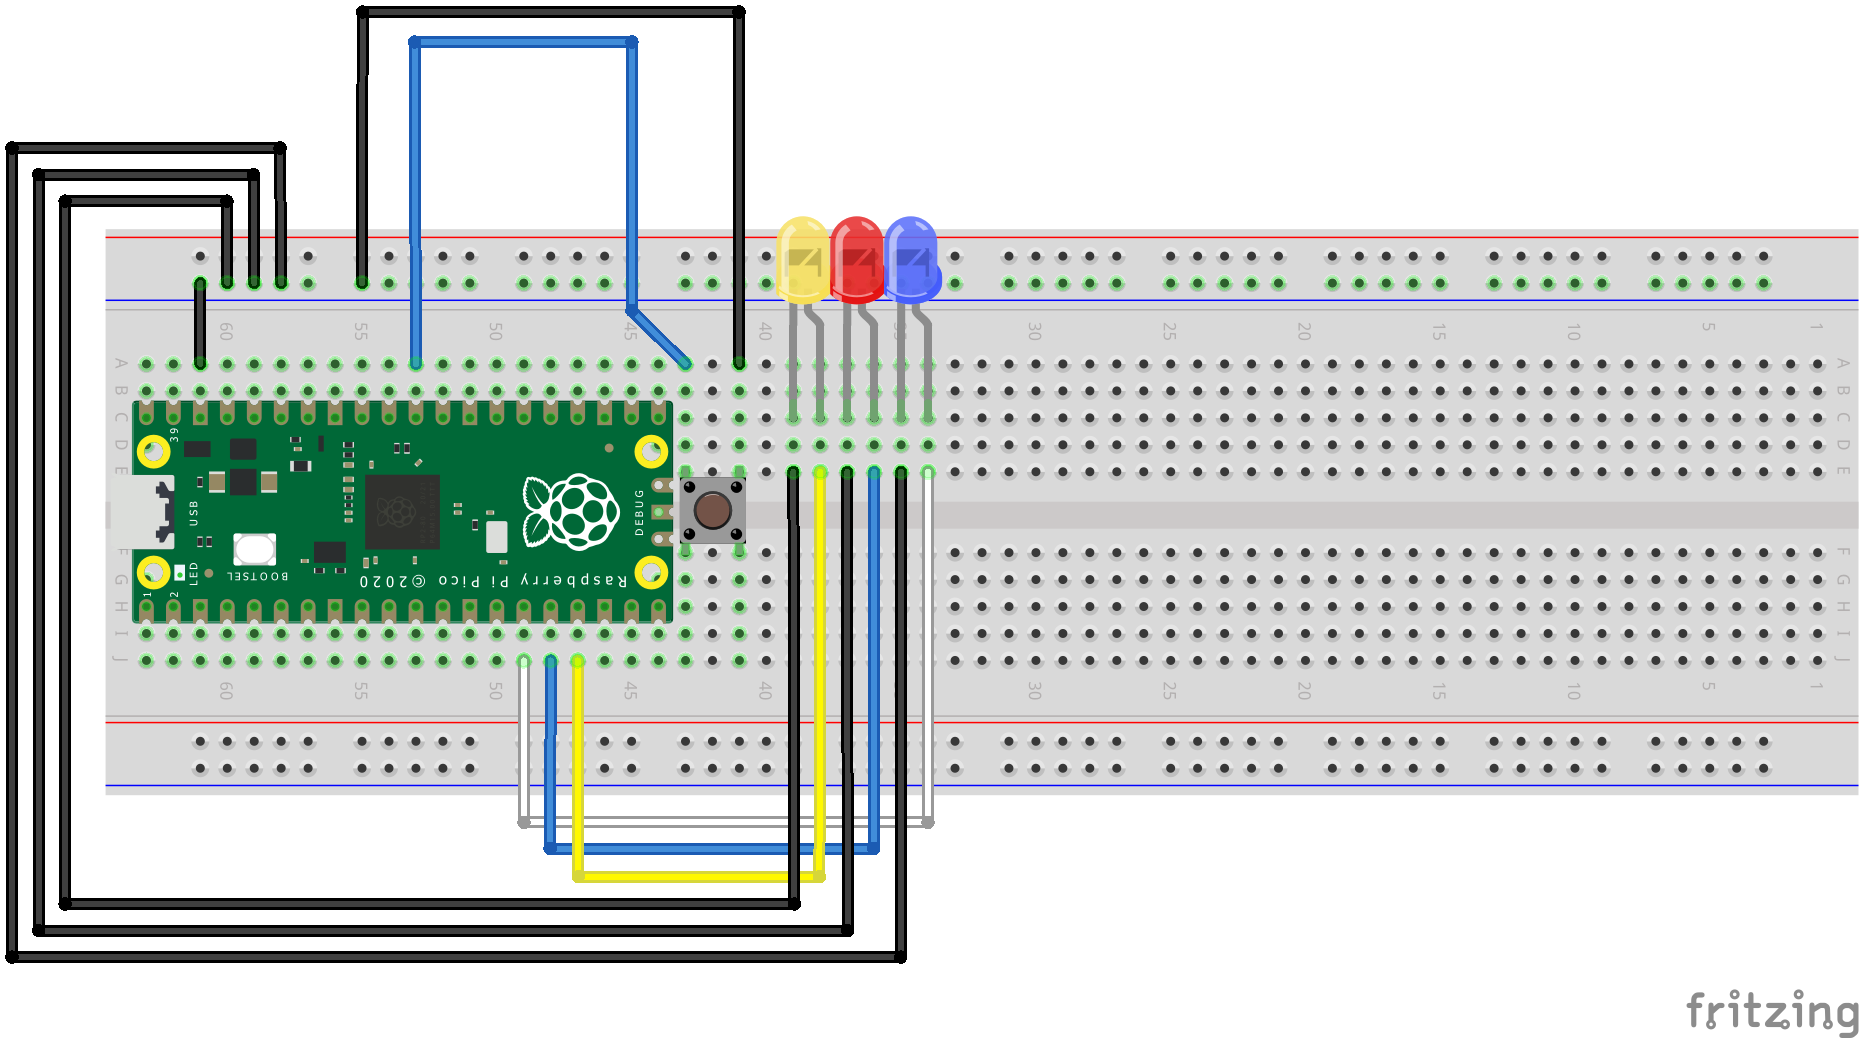 60 55 50 45 40 35 30 25 20 15 10 5 1
A A
B B
C C
D D
E E
39
USB
DEBUG
BOOTSEL
LED
Raspberry Pi Pico © 2020
1 2
F F
G G
H H
I I
J J
60 55 50 45 40 30 25 20 15 10 5 1
fritzing